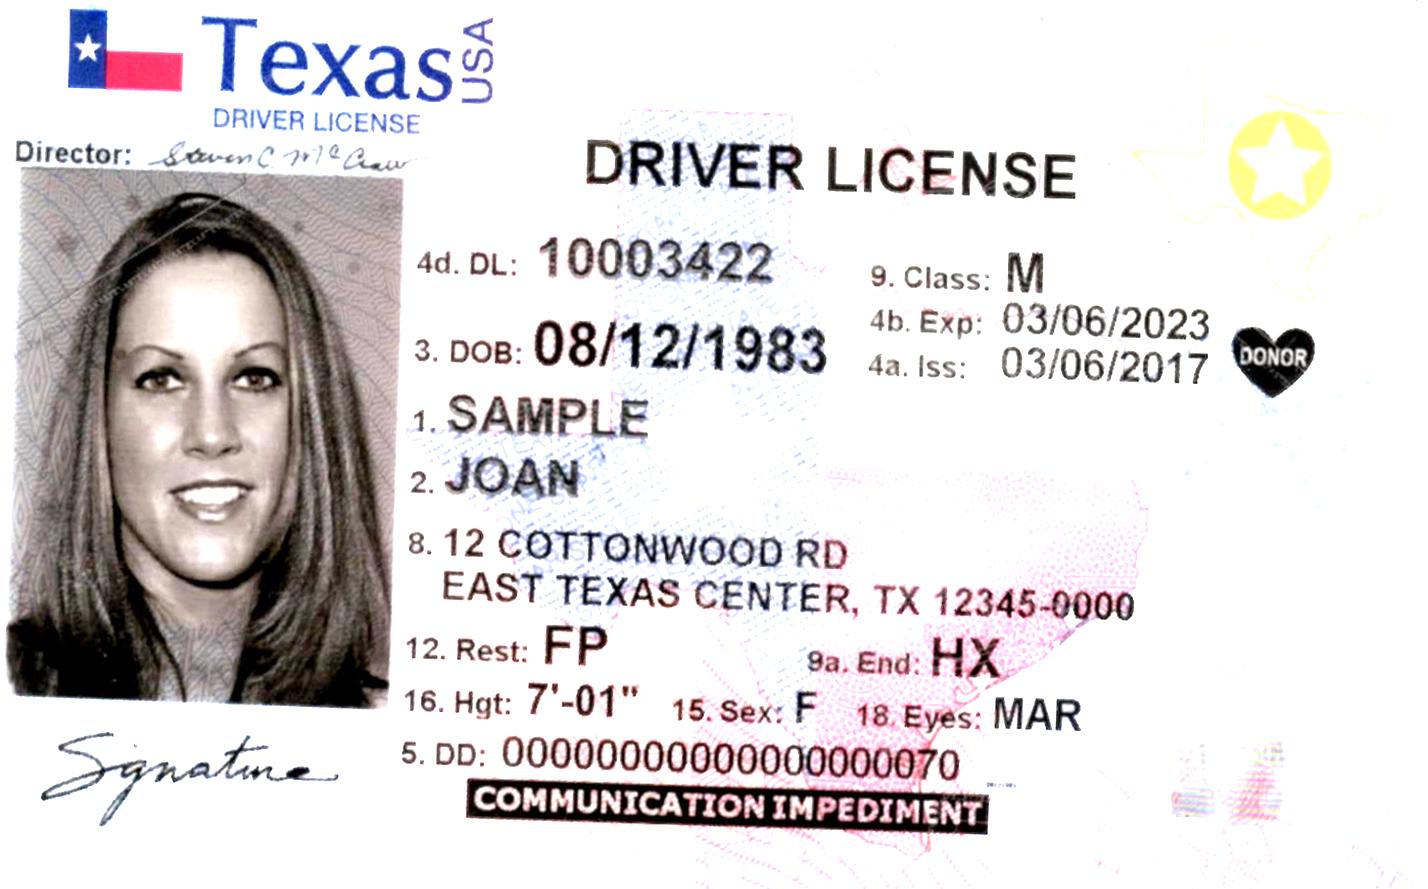 Texas USA
DRIVER LICENSE
Director: Steven C McCraw
DRIVER LICENSE
4d. DL: 10003422
9. Class: M
4b. Exp: 03/06/2023
3. DOB: 08/12/1983
4a. Iss: 03/06/2017
DONOR
1. SAMPLE
2. JOAN
8. 12 COTTONWOOD RD
EAST TEXAS CENTER, TX 12345-0000
12. Rest: FP
9a. End: HX
16. Hgt: 7'-01" 15. Sex: F 18. Eyes: MAR
5. DD: 00000000000000000070
Signature
COMMUNICATION IMPEDIMENT